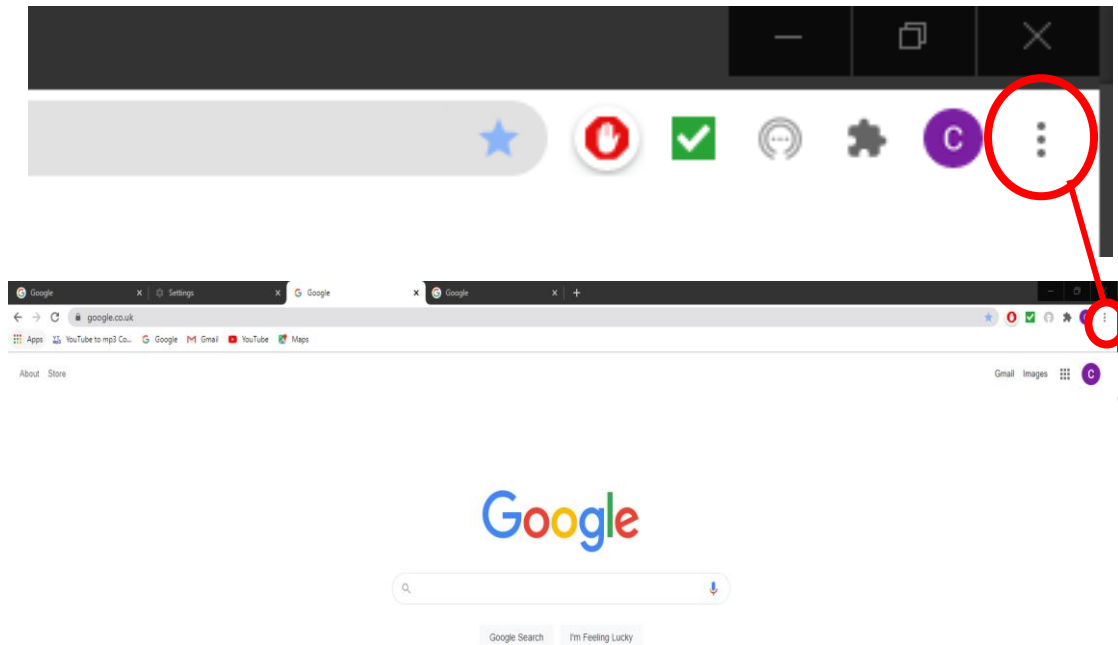 C
Google Settings Google Google
google.co.uk
Apps YouTube to mp3 Co... Google Gmail YouTube Maps
About Store Gmail Images C
Google
Google Search I'm Feeling Lucky